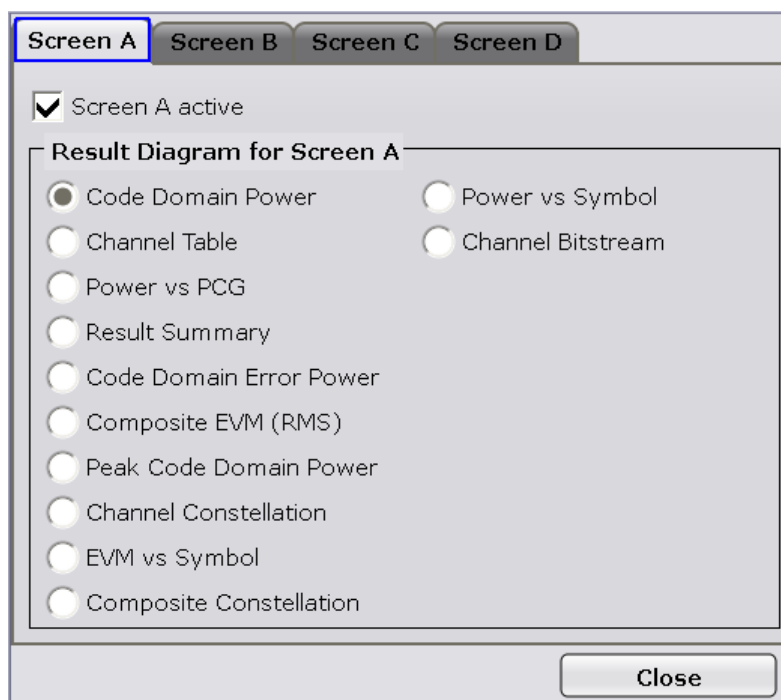 Screen A Screen B Screen C Screen D
Screen A active
Result Diagram for Screen A
Code Domain Power
Channel Table
Power vs PCG
Result Summary
Code Domain Error Power
Composite EVM (RMS)
Peak Code Domain Power
Channel Constellation
EVM vs Symbol
Composite Constellation
Power vs Symbol
Channel Bitstream
Close